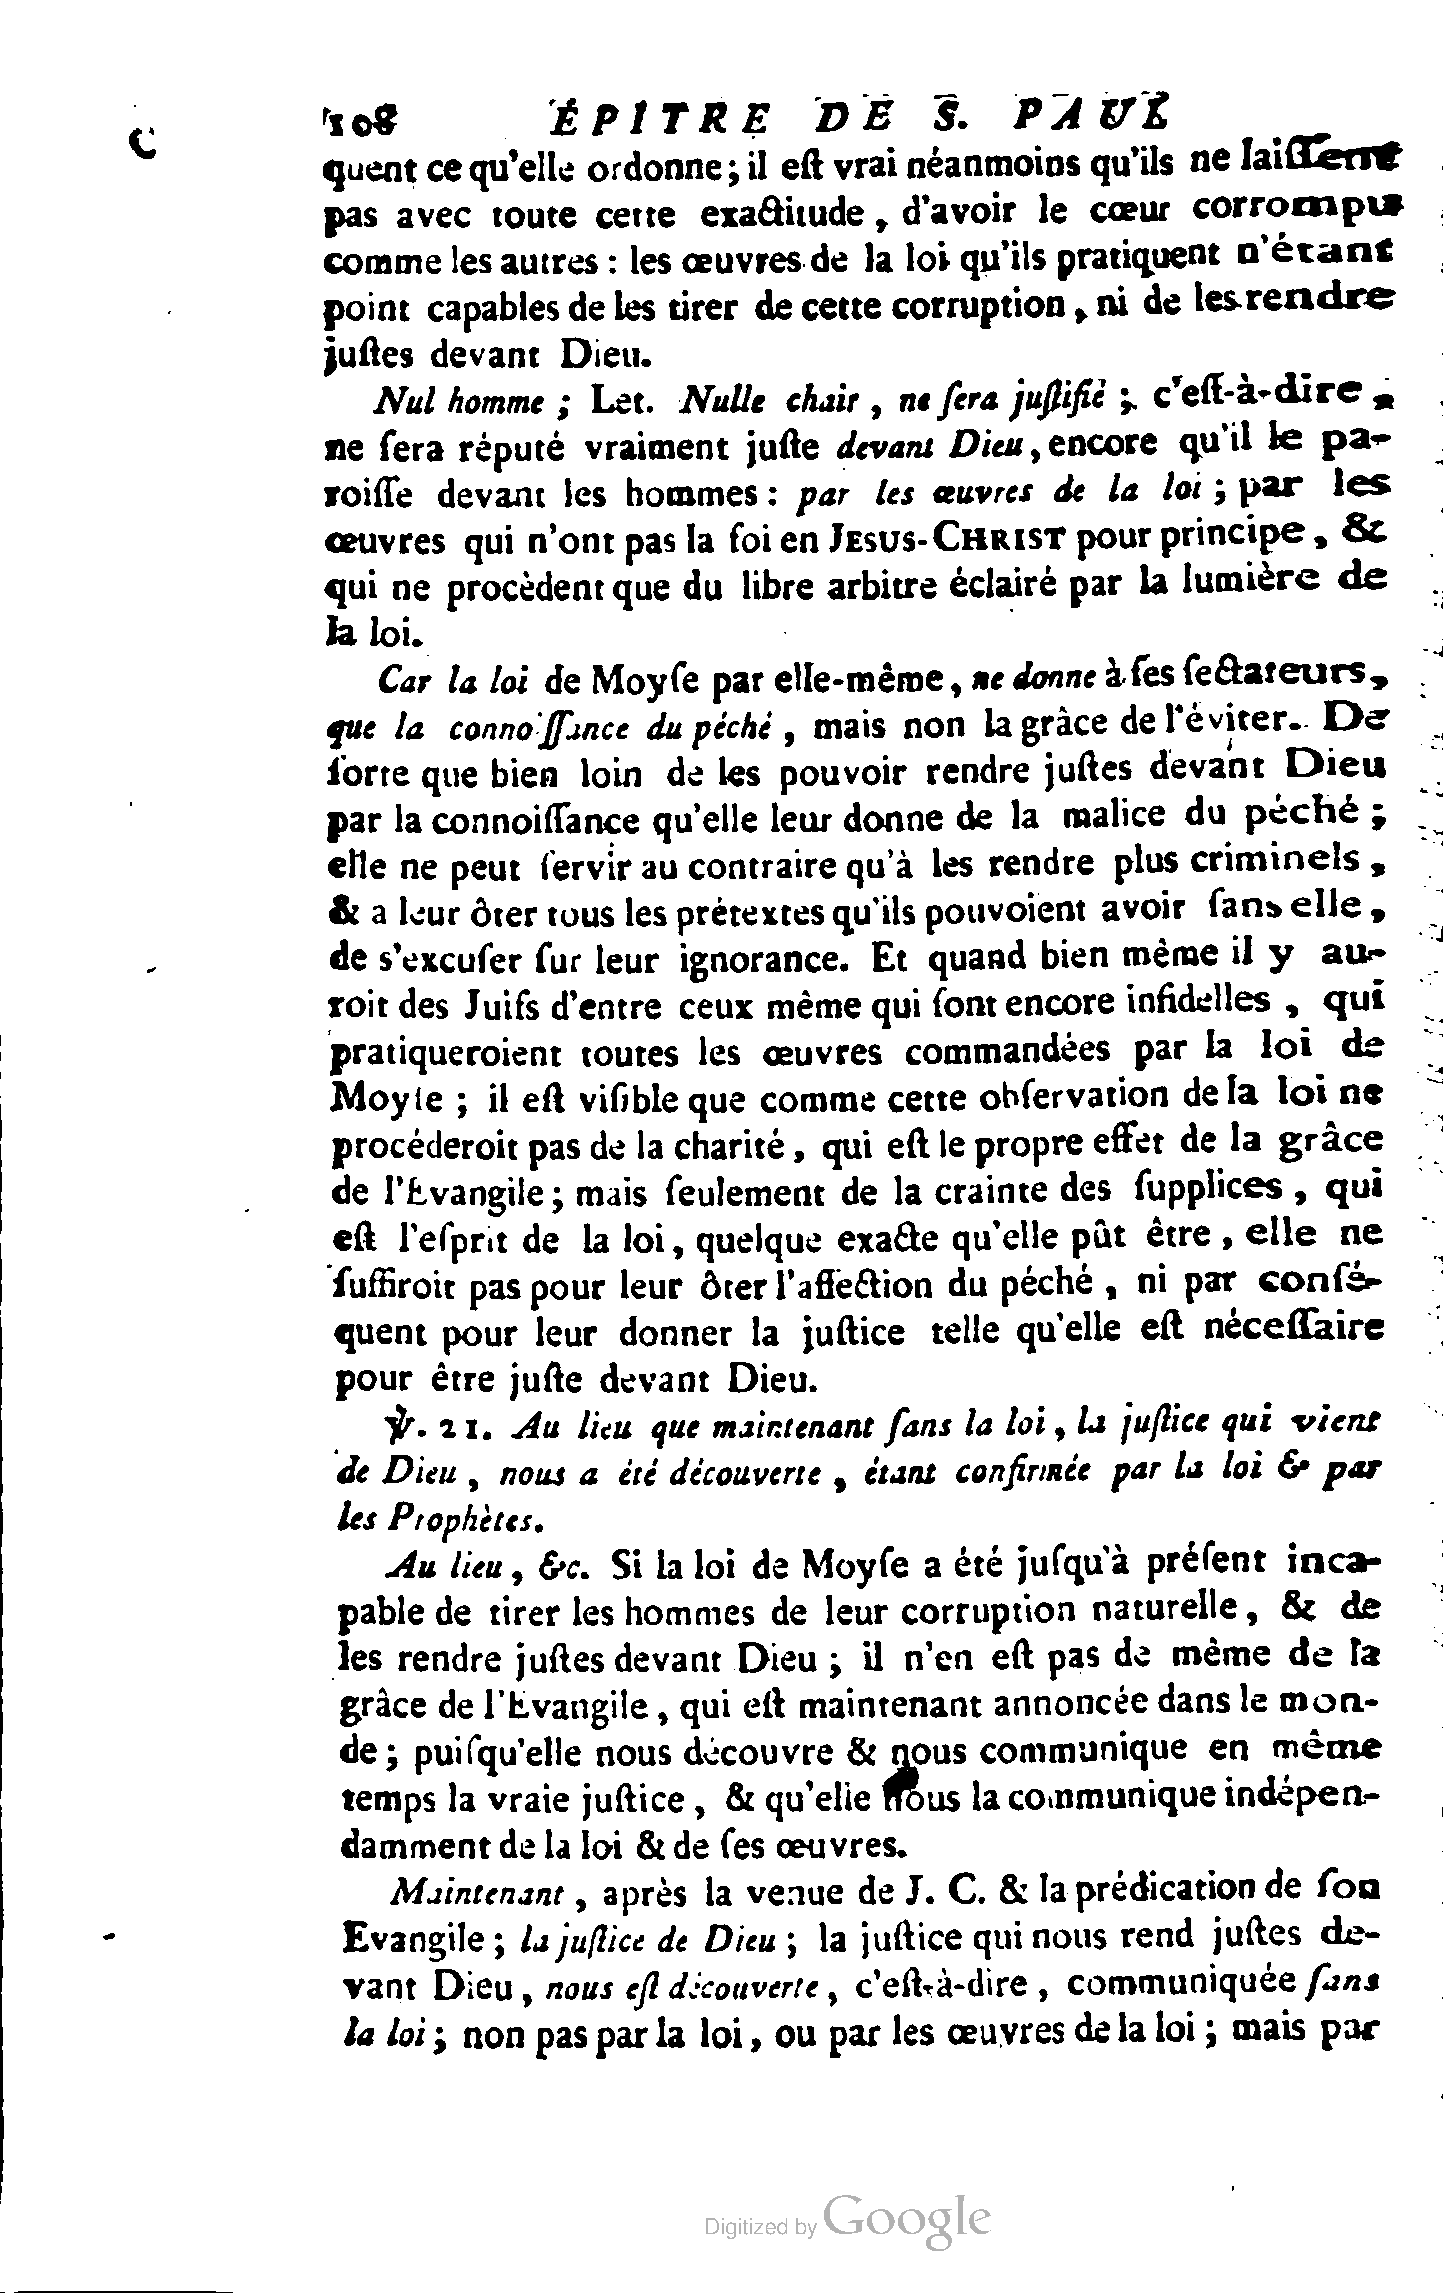 108 ÉPITRE DE S. PAUL
quent ce qu'elle ordonne; il eſt vrai néanmoins qu'ils ne laiſſent
pas avec toute cette exactitude, d'avoir le cœur corrompu
comme les autres : les œuvres de la loi qu'ils pratiquent n'étant
point capables de les tirer de cette corruption, ni de les rendre
juſtes devant Dieu.
Nul homme ; Let. Nulle chair, ne ſera juſtifié ; c'eſt-à-dire,
ne ſera réputé vraiment juſte devant Dieu, encore qu'il le pa-
roiſſe devant les hommes : par les œuvres de la loi ; par les
œuvres qui n'ont pas la foi en JESUS-CHRIST pour principe, &
qui ne procèdent que du libre arbitre éclairé par la lumière de
la loi.
Car la loi de Moyſe par elle-même, ne donne à ſes ſectateurs,
que la connoiſſance du péché, mais non la grâce de l'éviter. De
ſorte que bien loin de les pouvoir rendre juſtes devant Dieu
par la connoiſſance qu'elle leur donne de la malice du péché ;
elle ne peut ſervir au contraire qu'à les rendre plus criminels,
& a leur ôter tous les prétextes qu'ils pouvoient avoir ſans elle,
de s'excuſer ſur leur ignorance. Et quand bien même il y au-
roit des Juifs d'entre ceux même qui ſont encore infidelles, qui
pratiqueroient toutes les œuvres commandées par la loi de
Moyſe ; il eſt viſible que comme cette obſervation de la loi ne
procéderoit pas de la charité, qui eſt le propre effet de la grâce
de l'Evangile ; mais ſeulement de la crainte des ſupplices, qui
eſt l'eſprit de la loi, quelque exacte qu'elle pût être, elle ne
ſuffiroit pas pour leur ôter l'affection du péché, ni par conſé-
quent pour leur donner la juſtice telle qu'elle eſt néceſſaire
pour être juſte devant Dieu.
℣. 21. Au lieu que maintenant ſans la loi, la juſtice qui vient
de Dieu, nous a été découverte, étant confirmée par la loi & par
les Prophètes.
Au lieu, &c. Si la loi de Moyſe a été juſqu'à préſent inca-
pable de tirer les hommes de leur corruption naturelle, & de
les rendre juſtes devant Dieu ; il n'en eſt pas de même de la
grâce de l'Evangile, qui eſt maintenant annoncée dans le mon-
de ; puiſqu'elle nous découvre & nous communique en même
temps la vraie juſtice, & qu'elle nous la communique indépen-
damment de la loi & de ſes œuvres.
Maintenant, après la venue de J. C. & la prédication de ſon
Evangile ; la juſtice de Dieu ; la juſtice qui nous rend juſtes de-
vant Dieu, nous eſt découverte, c'eſt-à-dire, communiquée ſans
la loi ; non pas par la loi, ou par les œuvres de la loi ; mais par
Digitized by Google